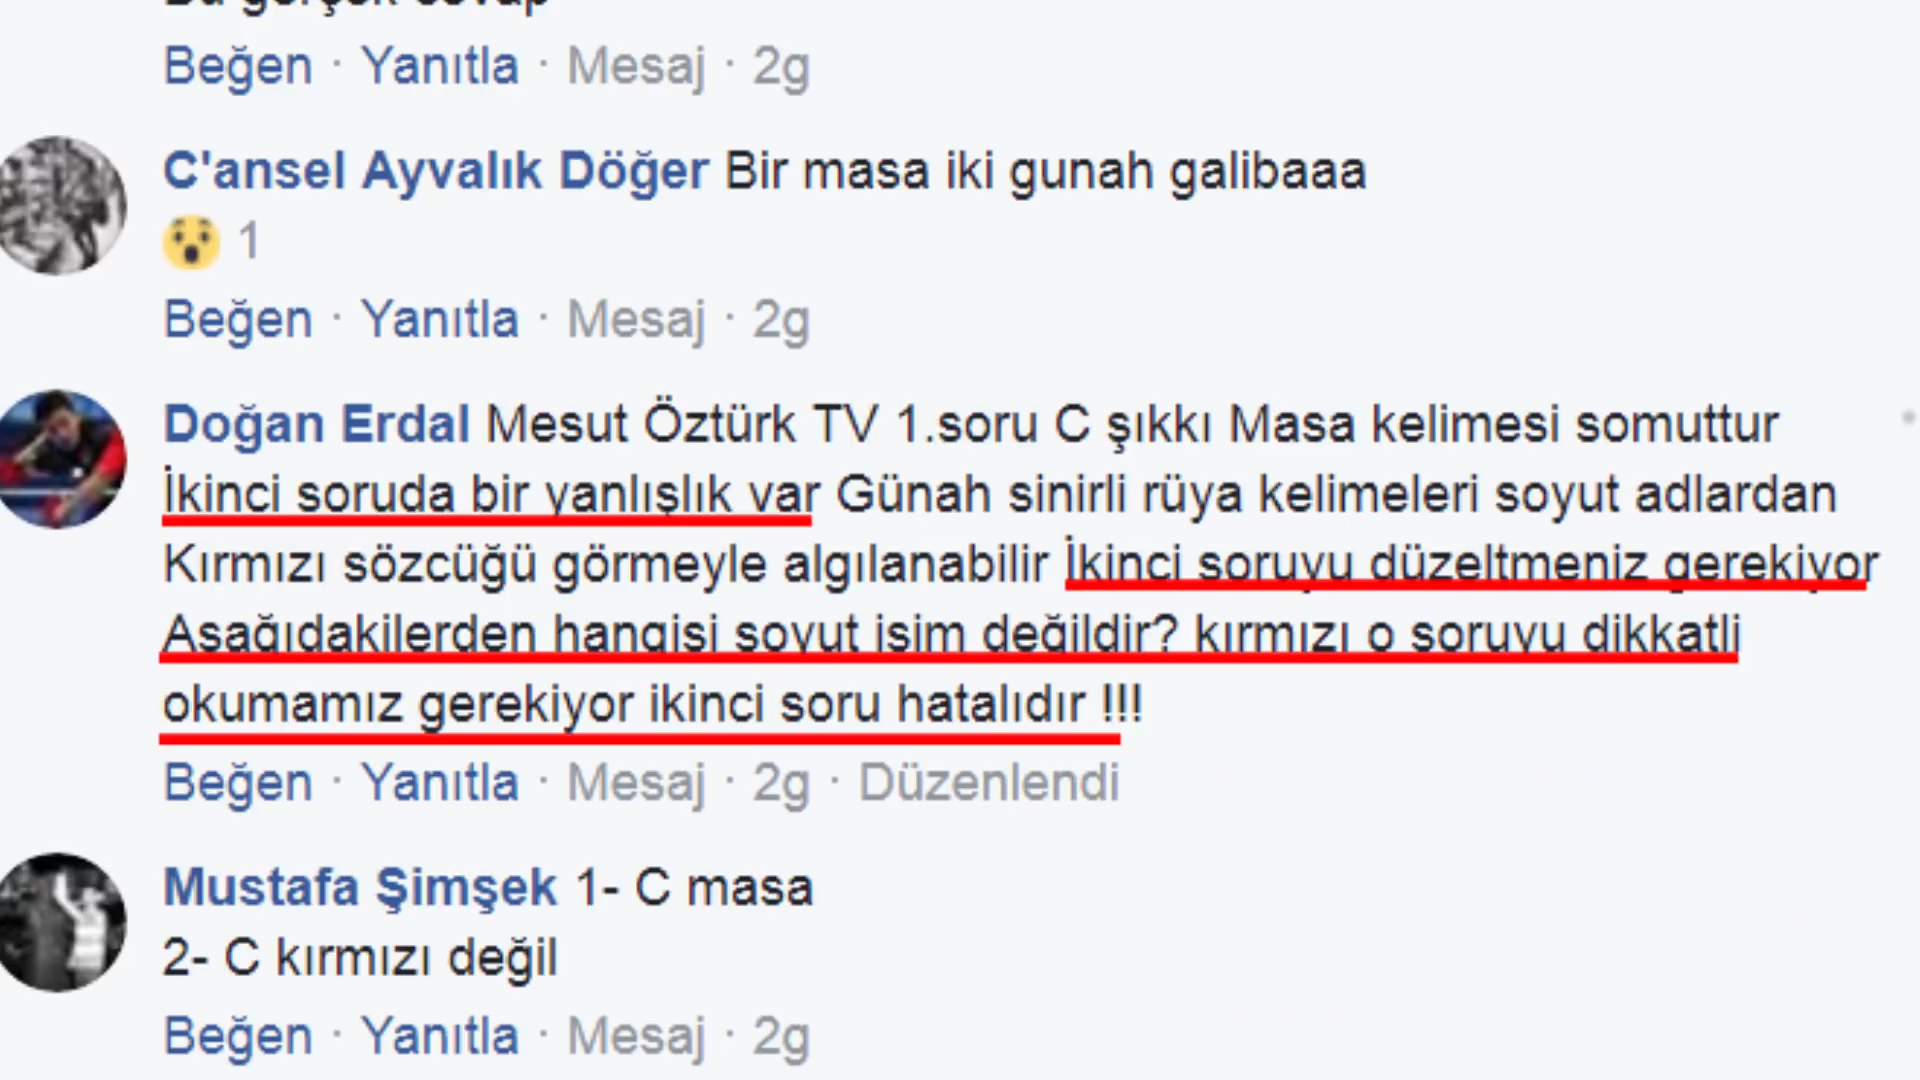 Bu gerçek cevap
Beğen · Yanıtla · Mesaj · 2g
C'ansel Ayvalık Döğer Bir masa iki gunah galibaaa
1
Beğen · Yanıtla · Mesaj · 2g
Doğan Erdal Mesut Öztürk TV 1.soru C şıkkı Masa kelimesi somuttur
İkinci soruda bir yanlışlık var Günah sinirli rüya kelimeleri soyut adlardan
Kırmızı sözcüğü görmeyle algılanabilir İkinci soruyu düzeltmeniz gerekiyor
Aşağıdakilerden hangisi soyut isim değildir? kırmızı o soruyu dikkatli
okumamız gerekiyor ikinci soru hatalıdır !!!
Beğen · Yanıtla · Mesaj · 2g · Düzenlendi
Mustafa Şimşek 1- C masa
2- C kırmızı değil
Beğen · Yanıtla · Mesaj · 2g